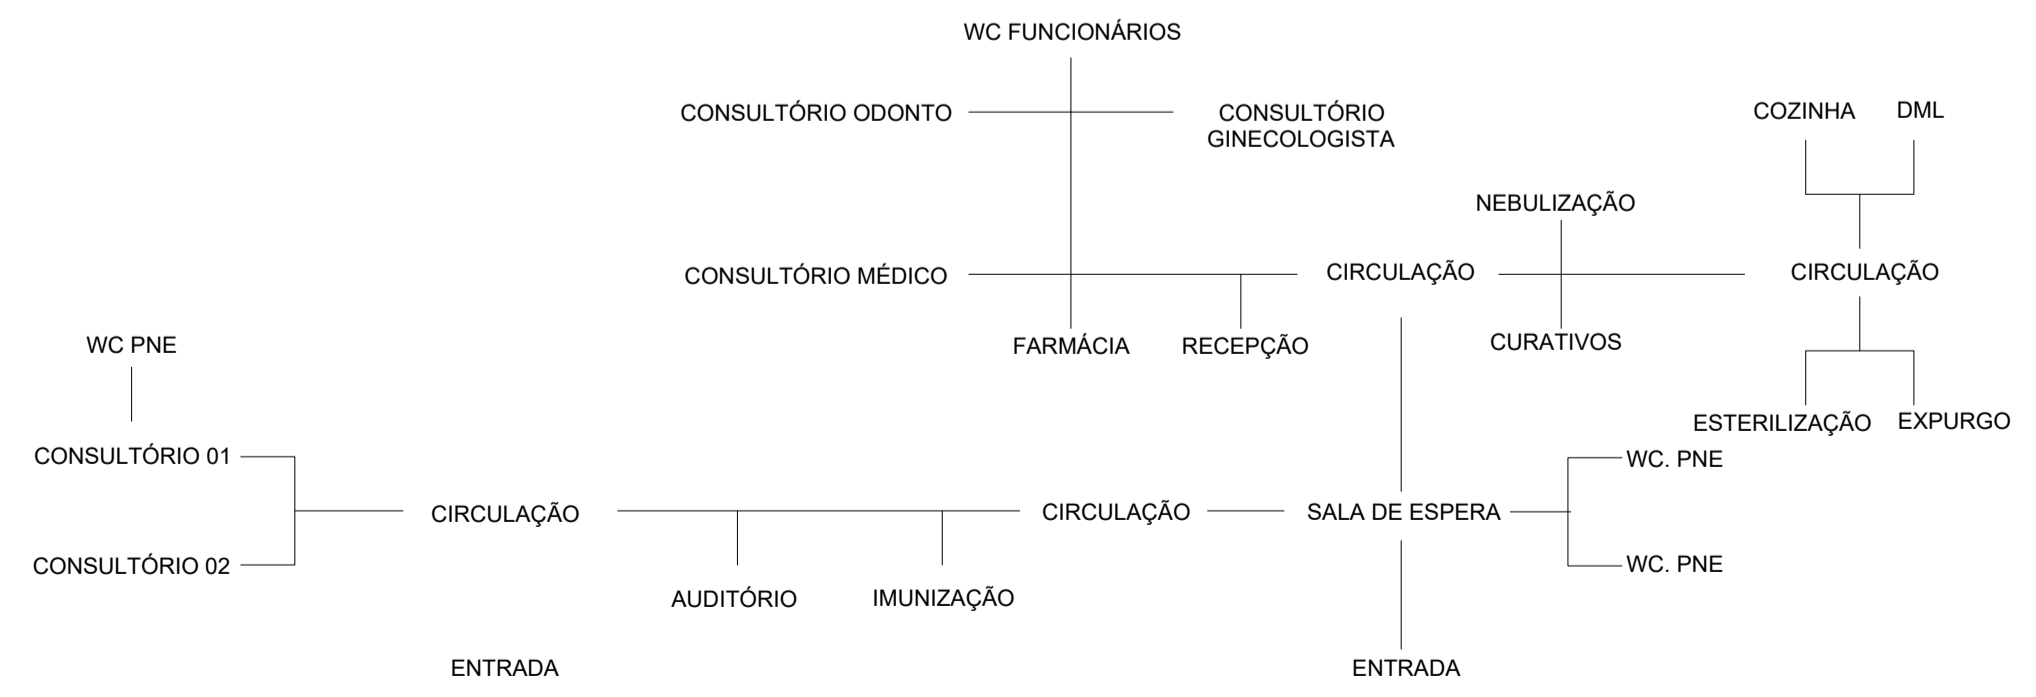 WC FUNCIONÁRIOS
CONSULTÓRIO ODONTO
CONSULTÓRIO
GINECOLOGISTA
COZINHA
DML
NEBULIZAÇÃO
CONSULTÓRIO MÉDICO
CIRCULAÇÃO
CIRCULAÇÃO
FARMÁCIA
RECEPÇÃO
CURATIVOS
WC PNE
ESTERILIZAÇÃO
EXPURGO
CONSULTÓRIO 01
WC. PNE
CIRCULAÇÃO
CIRCULAÇÃO
SALA DE ESPERA
CONSULTÓRIO 02
WC. PNE
AUDITÓRIO
IMUNIZAÇÃO
ENTRADA
ENTRADA